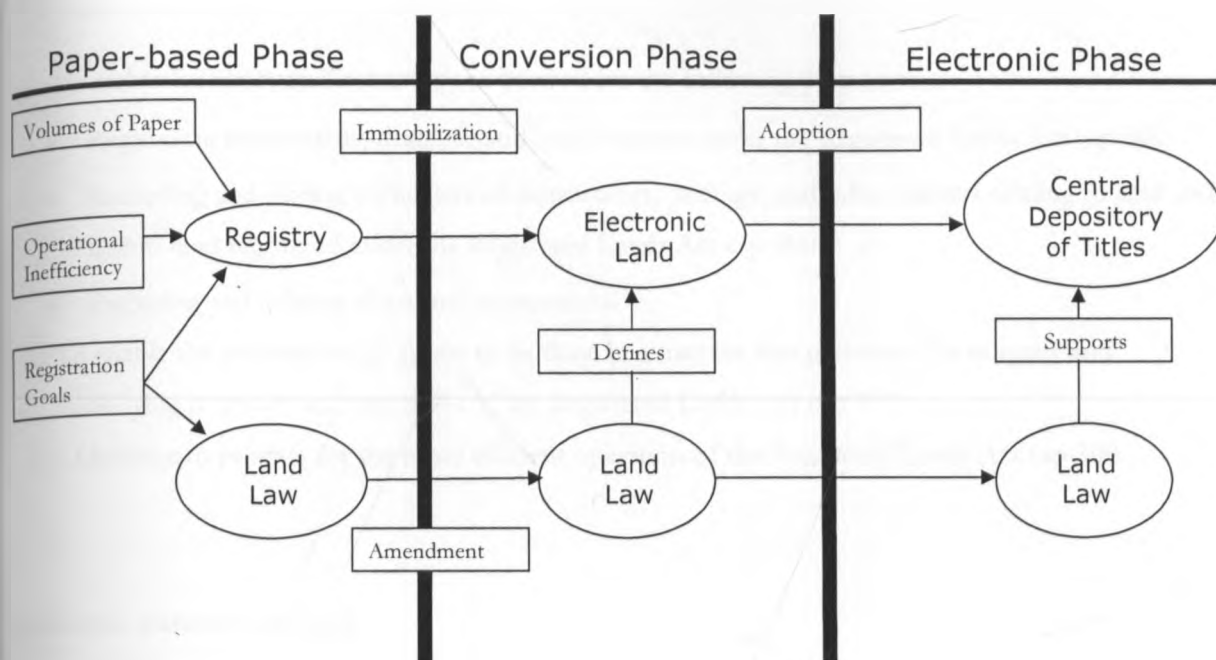 Paper-based Phase
Conversion Phase
Electronic Phase
Volumes of Paper
Immobilization
Adoption
Operational
Inefficiency
Registry
Electronic
Land
Central
Depository
of Titles
Defines
Supports
Registration
Goals
Land
Law
Land
Law
Land
Law
Amendment